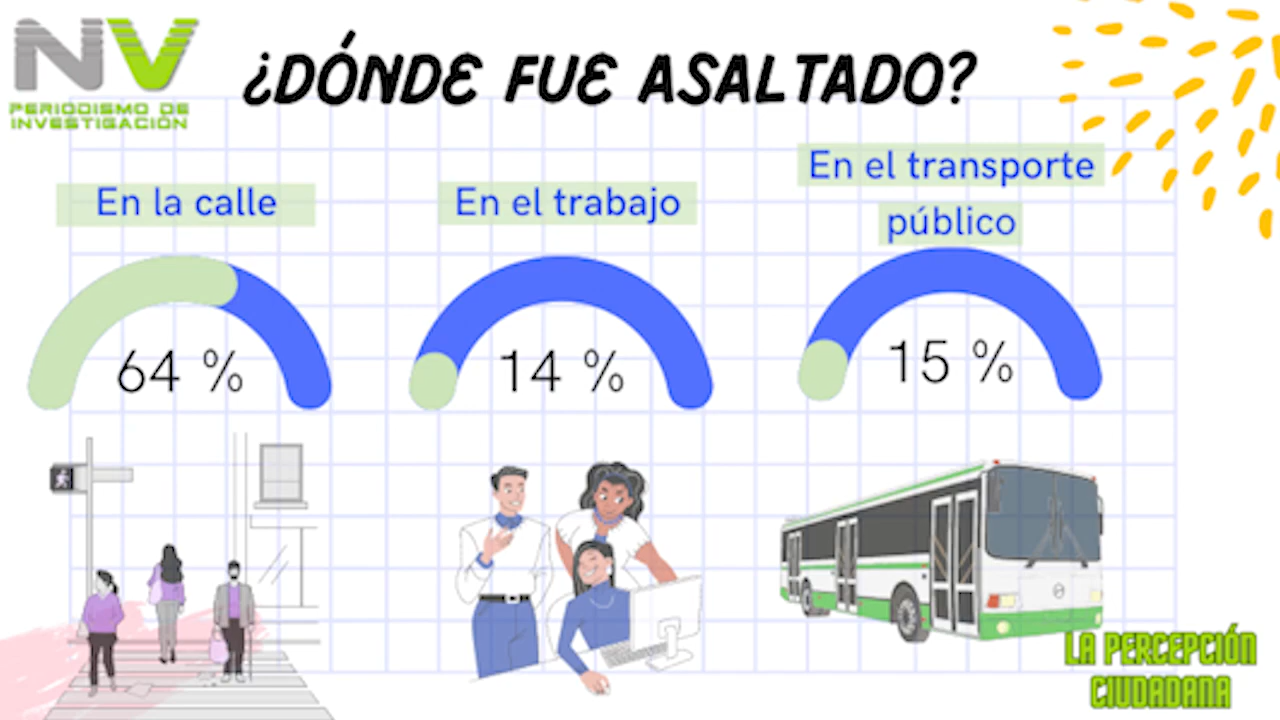 NV
PERIODISMO DE
INVESTIGACIÓN
¿DÓNDE FUE ASALTADO?
En la calle
64 %
En el trabajo
14 %
En el transporte
público
15 %
LA PERCEPCIÓN
CIUDADANA